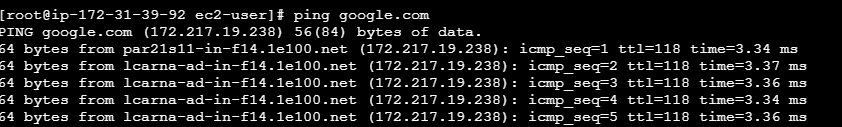 [root@ip-172-31-39-92 ec2-user]# ping google.com
PING google.com (172.217.19.238) 56(84) bytes of data.
64 bytes from par21s11-in-f14.1e100.net (172.217.19.238): icmp_seq=1 ttl=118 time=3.34 ms
64 bytes from lcarna-ad-in-f14.1e100.net (172.217.19.238): icmp_seq=2 ttl=118 time=3.37 ms
64 bytes from lcarna-ad-in-f14.1e100.net (172.217.19.238): icmp_seq=3 ttl=118 time=3.36 ms
64 bytes from lcarna-ad-in-f14.1e100.net (172.217.19.238): icmp_seq=4 ttl=118 time=3.34 ms
64 bytes from lcarna-ad-in-f14.1e100.net (172.217.19.238): icmp_seq=5 ttl=118 time=3.36 ms